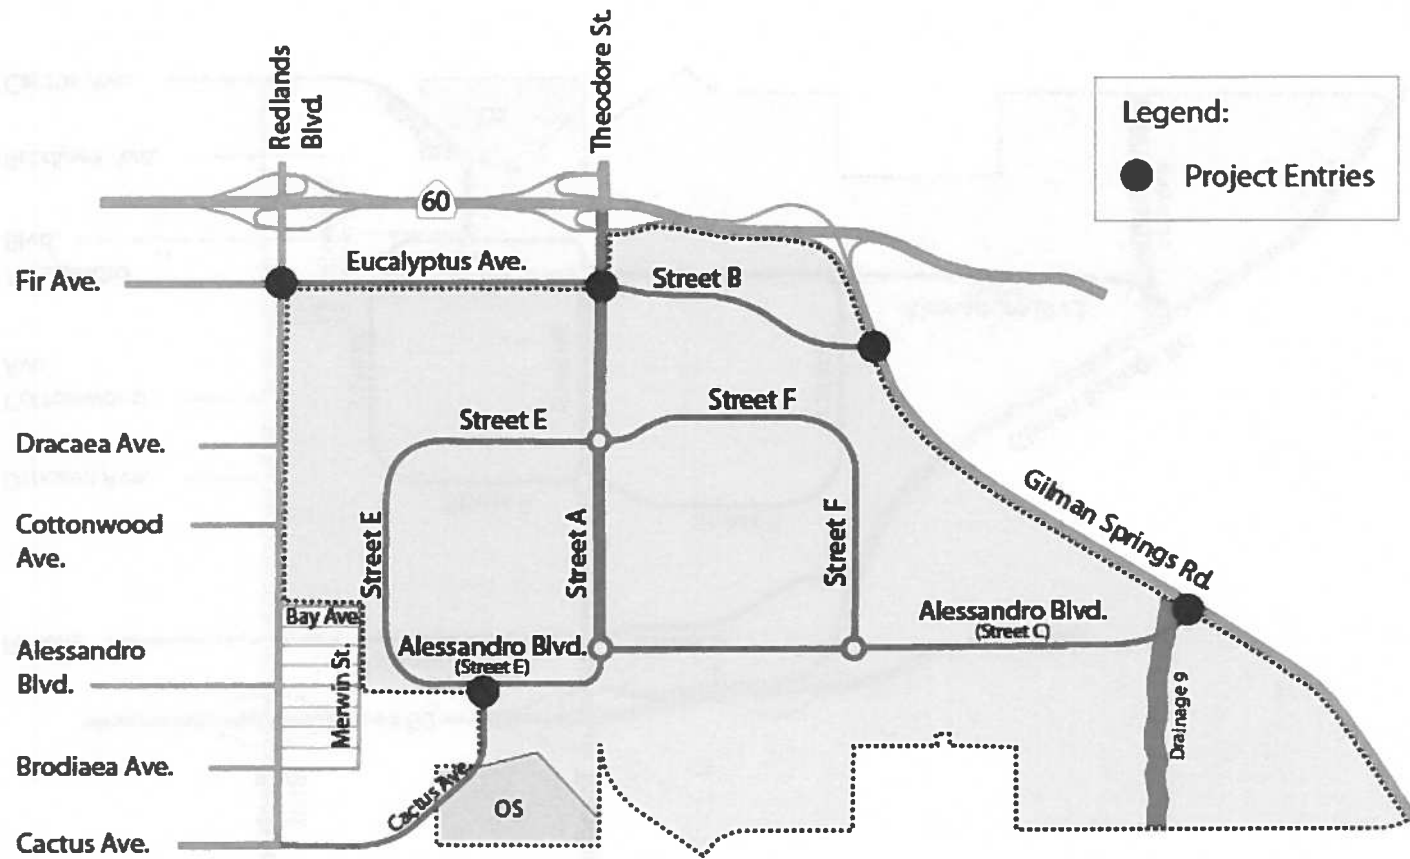 Redlands
Blvd.
Theodore St.
Legend:
Project Entries
60
Fir Ave.
Eucalyptus Ave.
Street B
Dracaea Ave.
Street E
Street F
Cottonwood
Ave.
Street E
Street A
Street F
Gilman Springs Rd.
Bay Ave
Alessandro
Blvd.
Merwin St.
Alessandro Blvd.
(Street E)
Alessandro Blvd.
(Street C)
Drainage 9
Brodiaea Ave.
Cactus Ave.
OS
Cactus Ave.